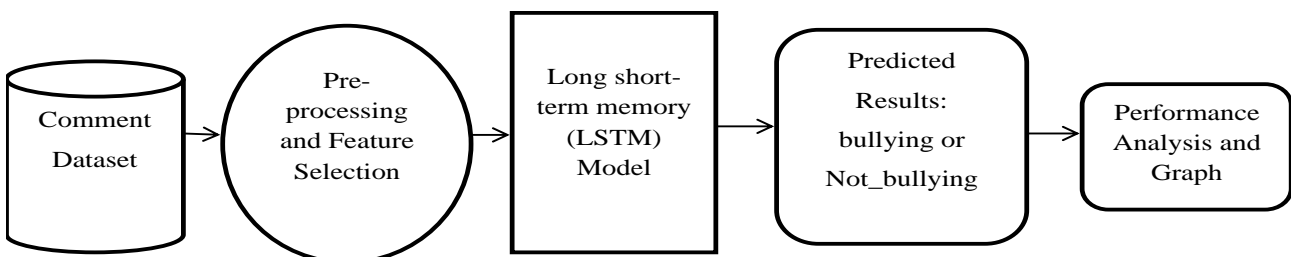 Comment
Dataset
Pre-
processing
and Feature
Selection
Long short-
term memory
(LSTM)
Model
Predicted
Results:
bullying or
Not_bullying
Performance
Analysis and
Graph